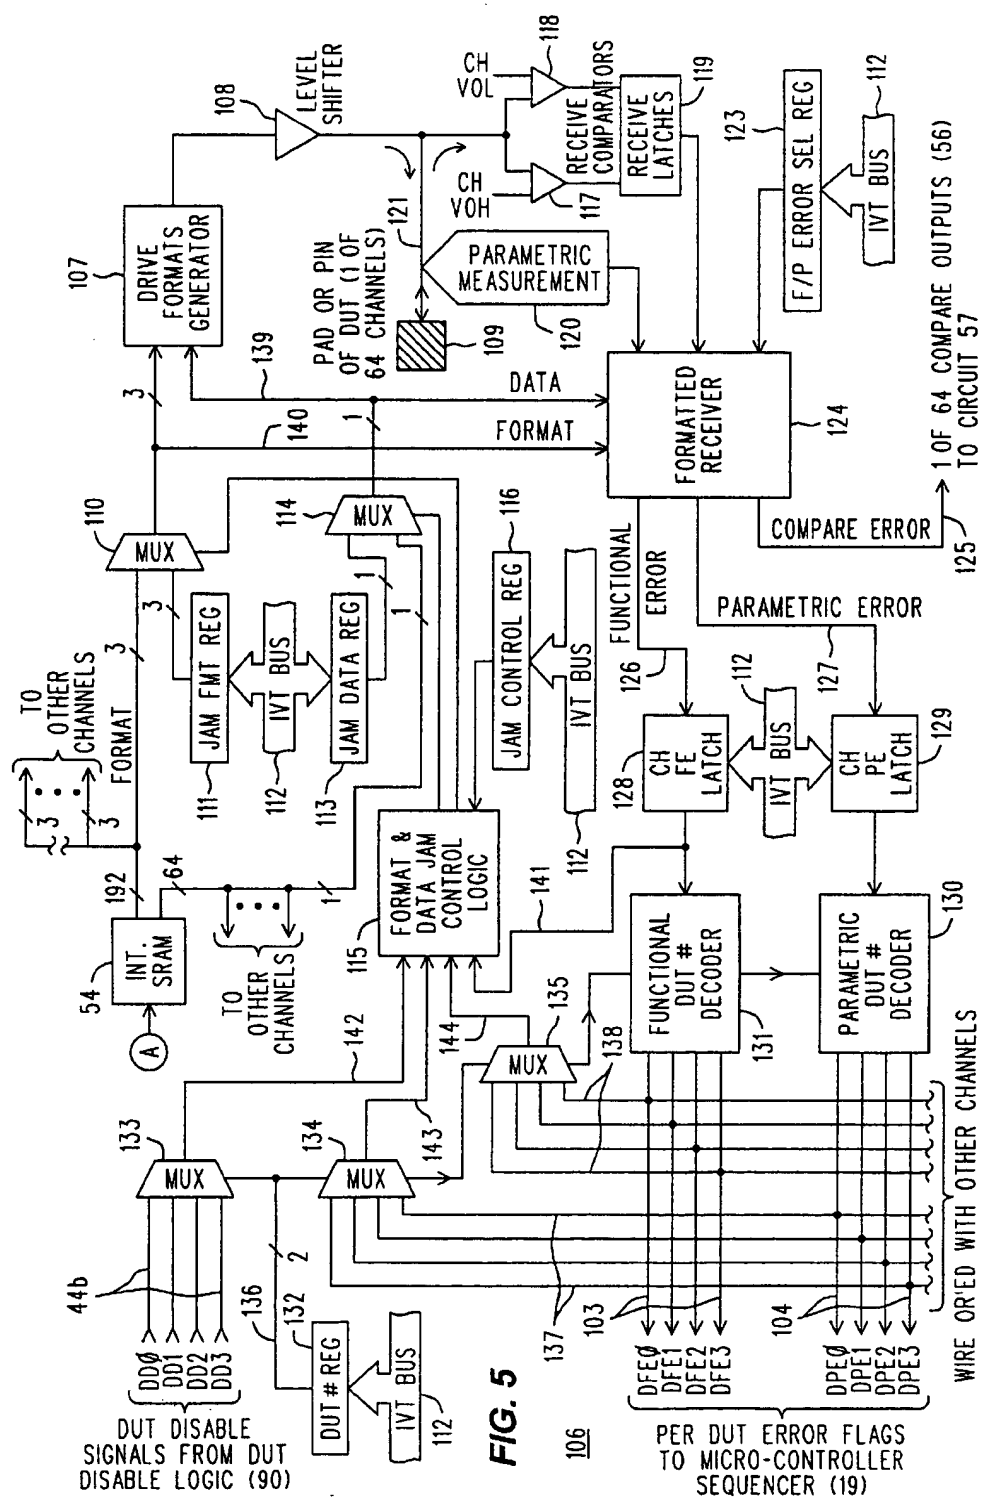 DUT DISABLE
SIGNALS FROM DUT
DISABLE LOGIC (90)
DDØ
DD1
DD2
DD3
44b
133
MUX
136
2
132
DUT # REG
IVT BUS
112
134
MUX
142
143
144
137
135
MUX
138
A
54
INT.
SRAM
192
64
TO
OTHER
CHANNELS
3
3
TO
OTHER
CHANNELS
1
FORMAT
3
110
MUX
3
3
111
JAM FMT REG
112
IVT BUS
113
JAM DATA REG
1
1
114
MUX
1
115
FORMAT &
DATA JAM
CONTROL
LOGIC
116
JAM CONTROL REG
IVT BUS
112
141
107
DRIVE
FORMATS
GENERATOR
139
140
DATA
FORMAT
108
LEVEL
SHIFTER
PAD OR PIN
OF DUT (1 OF
64 CHANNELS)
109
121
PARAMETRIC
MEASUREMENT
120
CH
VOH
CH
VOL
117
118
RECEIVE
COMPARATORS
RECEIVE
LATCHES
119
123
F/P ERROR SEL REG
IVT BUS
112
FORMATTED
RECEIVER
124
COMPARE ERROR
125
1 OF 64 COMPARE OUTPUTS (56)
TO CIRCUIT 57
FUNCTIONAL
ERROR
126
PARAMETRIC ERROR
127
128
CH
FE
LATCH
112
IVT BUS
CH
PE
LATCH
129
FUNCTIONAL
DUT #
DECODER
131
PARAMETRIC
DUT #
DECODER
130
103
104
DFEØ
DFE1
DFE2
DFE3
DPEØ
DPE1
DPE2
DPE3
PER DUT ERROR FLAGS
TO MICRO-CONTROLLER
SEQUENCER (19)
WIRE OR'ED WITH OTHER CHANNELS
FIG. 5
106